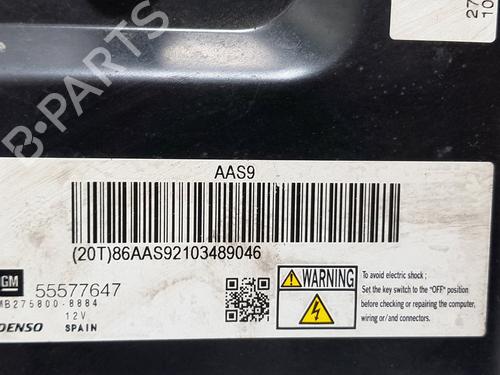 27
10
B-PARTS
AAS9
(20T)86AAS92103489046
GM
55577647
MB275800-8884
12V
DENSO
SPAIN
WARNING
To avoid electric shock ;
Set the key switch to the "OFF" position
before checking or repairing the computer,
wiring or/and connectors.